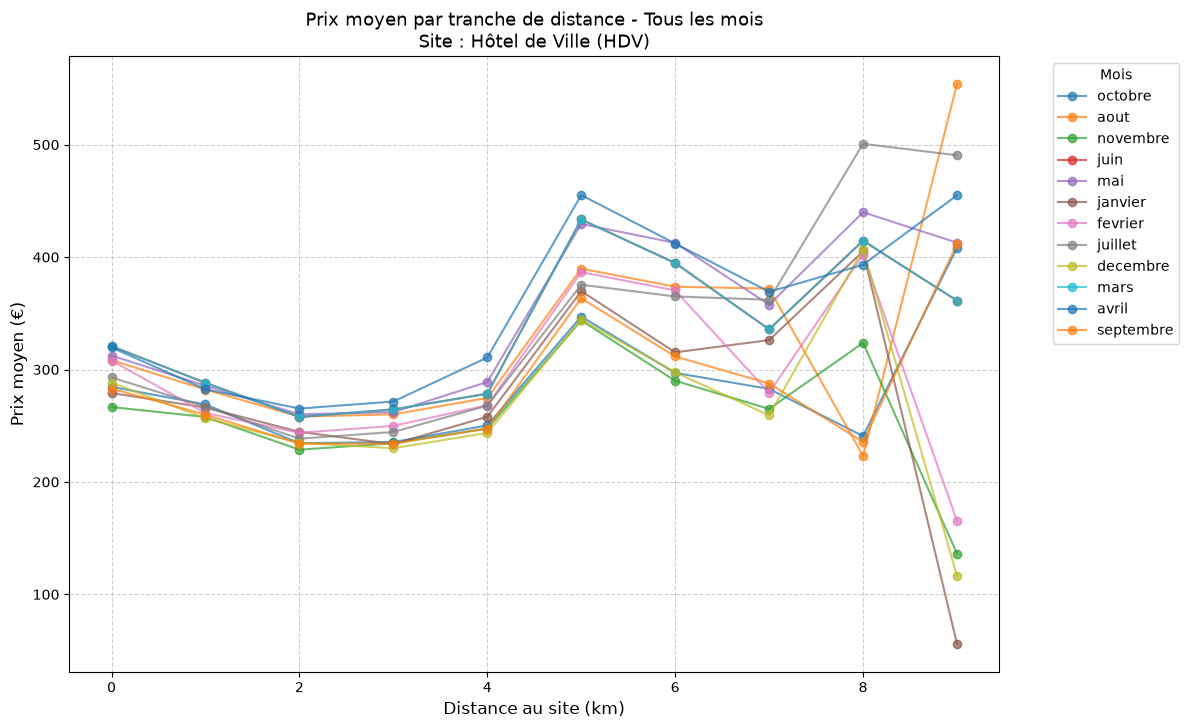 Prix moyen par tranche de distance - Tous les mois
Site : Hôtel de Ville (HDV)
Mois
octobre
aout
novembre
juin
mai
janvier
fevrier
juillet
decembre
mars
avril
septembre
Prix moyen (€)
500
400
300
200
100
0 2 4 6 8
Distance au site (km)